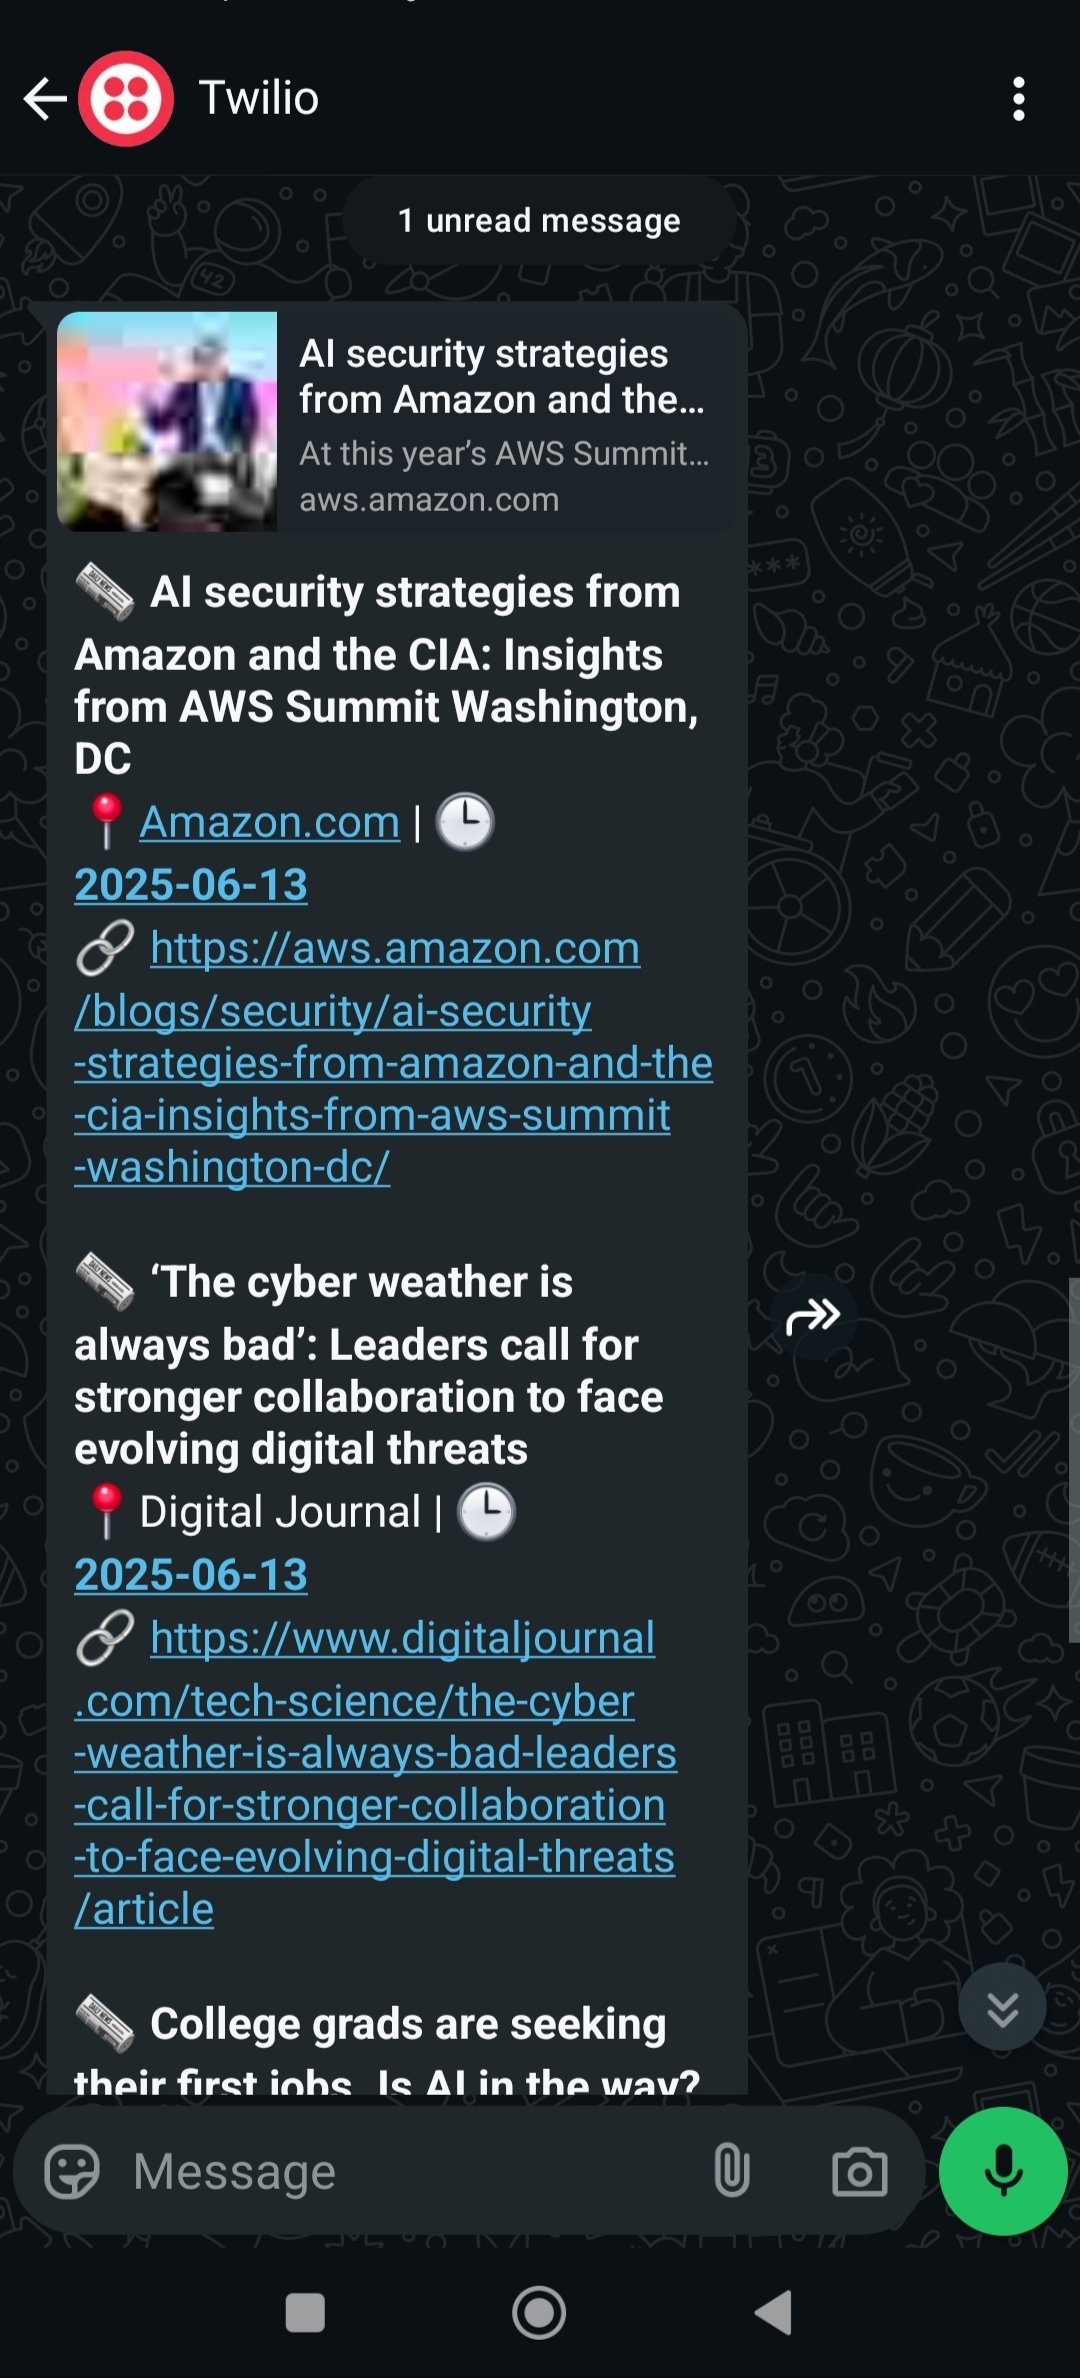 Twilio
1 unread message
AI security strategies
from Amazon and the...
At this year’s AWS Summit...
aws.amazon.com
AI security strategies from
Amazon and the CIA: Insights
from AWS Summit Washington,
DC
Amazon.com |
2025-06-13
https://aws.amazon.com
/blogs/security/ai-security
-strategies-from-amazon-and-the
-cia-insights-from-aws-summit
-washington-dc/
‘The cyber weather is
always bad’: Leaders call for
stronger collaboration to face
evolving digital threats
Digital Journal |
2025-06-13
https://www.digitaljournal
.com/tech-science/the-cyber
-weather-is-always-bad-leaders
-call-for-stronger-collaboration
-to-face-evolving-digital-threats
/article
College grads are seeking
their first jobs. Is AI in the way?
Message